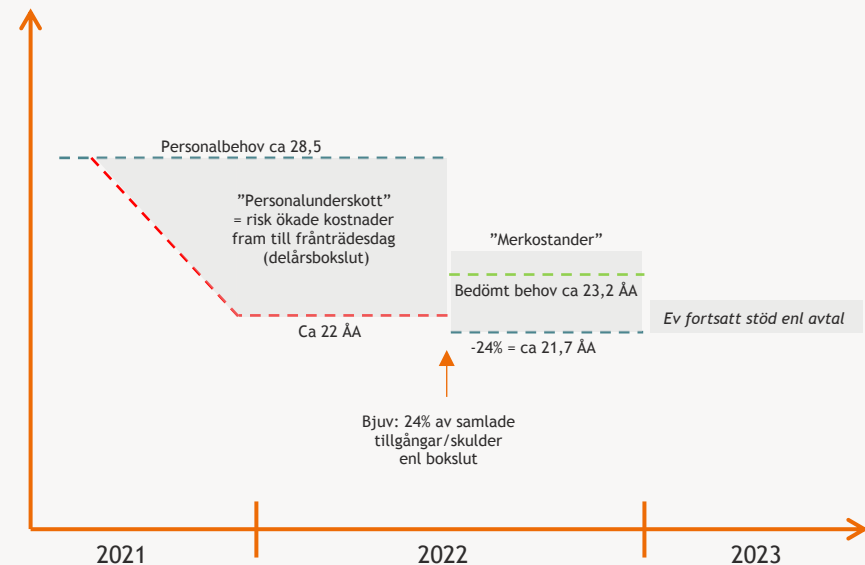 Personalbehov ca 28,5
”Personalunderskott”
= risk ökade kostnader
fram till frånträdesdag
(delårsbokslut)
”Merkostander”
Bedömt behov ca 23,2 ÅA
Ev fortsatt stöd enl avtal
Ca 22 ÅA
-24% = ca 21,7 ÅA
Bjuv: 24% av samlade
tillgångar/skulder
enl bokslut
2021
2022
2023